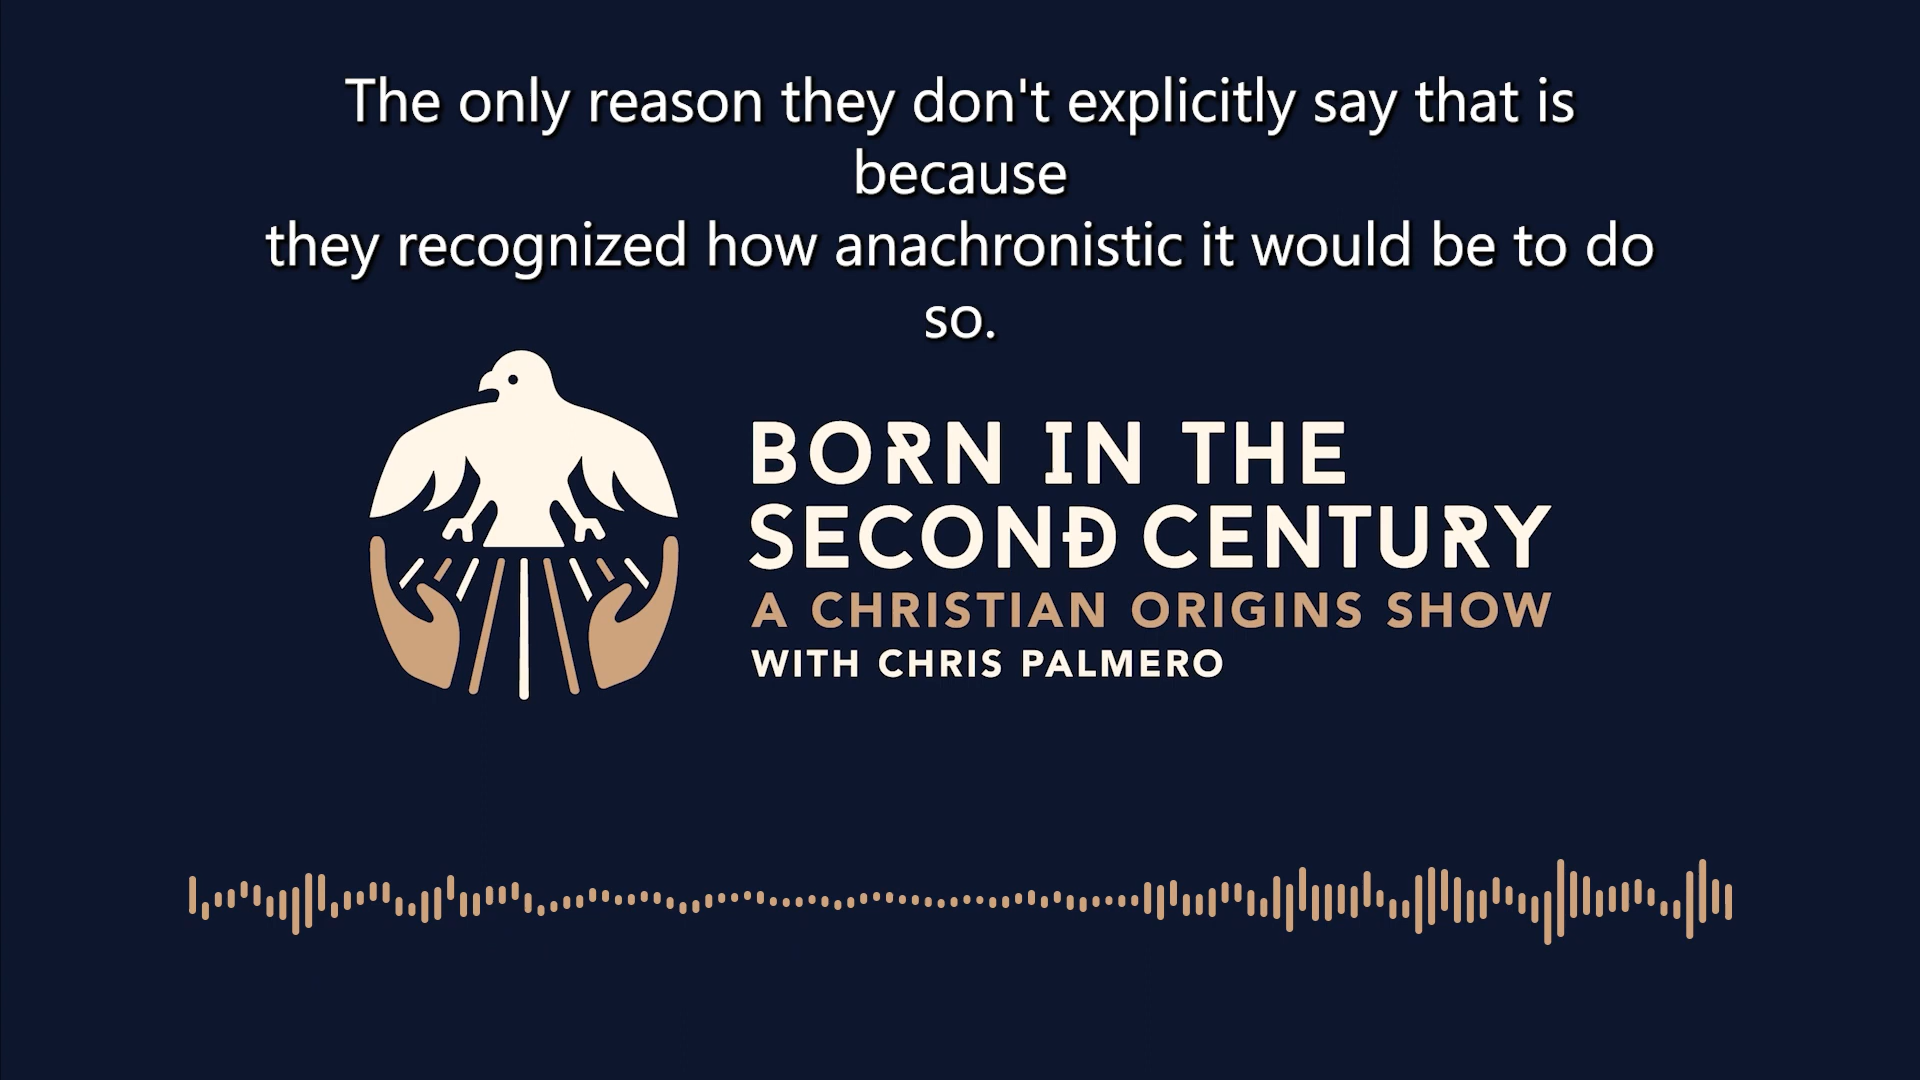 The only reason they don't explicitly say that is
because
they recognized how anachronistic it would be to do
so.
BORN IN THE
SECOND CENTURY
A CHRISTIAN ORIGINS SHOW
WITH CHRIS PALMERO